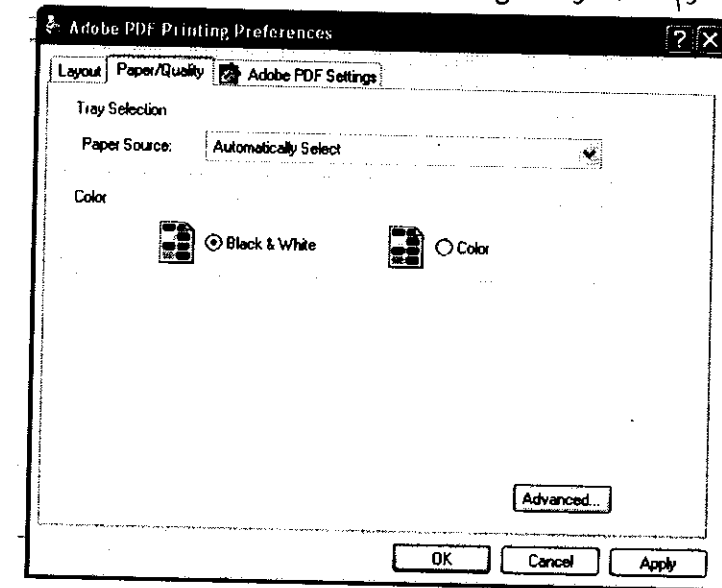 Adobe PDF Printing Preferences
Layout Paper/Quality Adobe PDF Settings
Tray Selection
Paper Source: Automatically Select
Color
Black & White Color
Advanced...
OK Cancel Apply